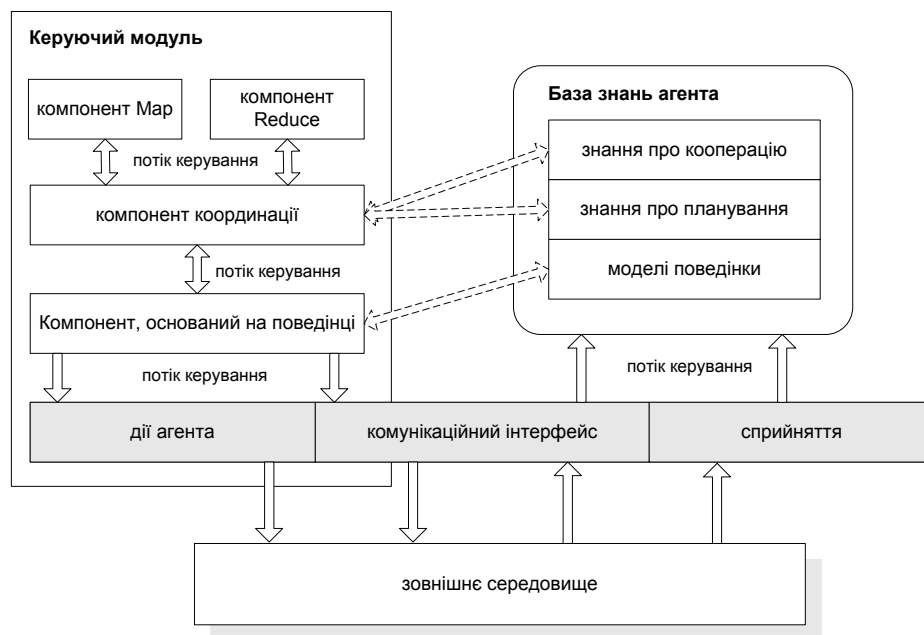 Керуючий модуль
компонент Map
компонент
Reduce
потік керування
компонент координації
потік керування
Компонент, оснований на поведінці
потік керування
База знань агента
знання про кооперацію
знання про планування
моделі поведінки
потік керування
дії агента
комунікаційний інтерфейс
сприйняття
зовнішнє середовище